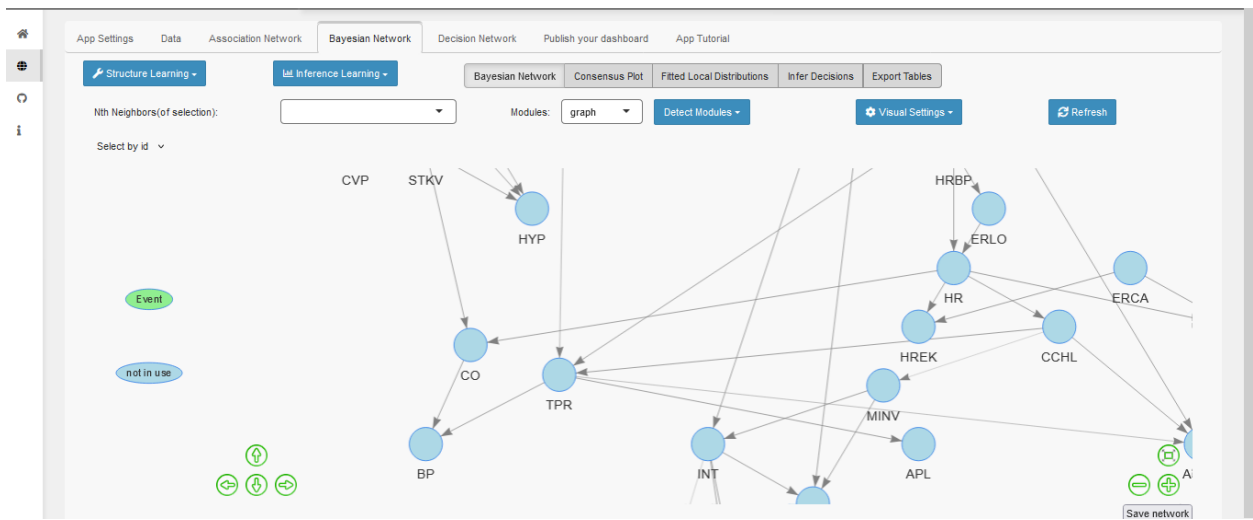 App Settings Data Association Network Bayesian Network Decision Network Publish your dashboard App Tutorial
Structure Learning Inference Learning Bayesian Network Consensus Plot Fitted Local Distributions Infer Decisions Export Tables
Nth Neighbors(of selection): Modules: graph Detect Modules Visual Settings Refresh
Select by id
CVP STKV HRBP
HYP ERLO
Event HR ERCA
HREK CCHL
not in use CO
TPR MINV
BP INT APL
Save network